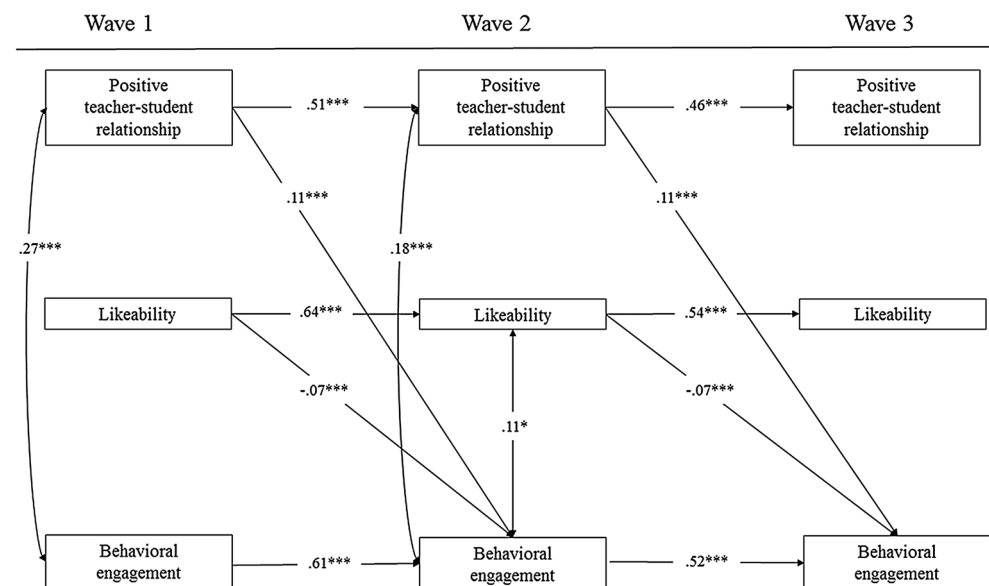 Wave 1
Wave 2
Wave 3
Positive
teacher-student
relationship
.51***
Positive
teacher-student
relationship
.46***
Positive
teacher-student
relationship
.11***
.11***
.27***
.18***
Likeability
.64***
Likeability
.54***
Likeability
-.07***
-.07***
.11*
Behavioral
engagement
.61***
Behavioral
engagement
.52***
Behavioral
engagement